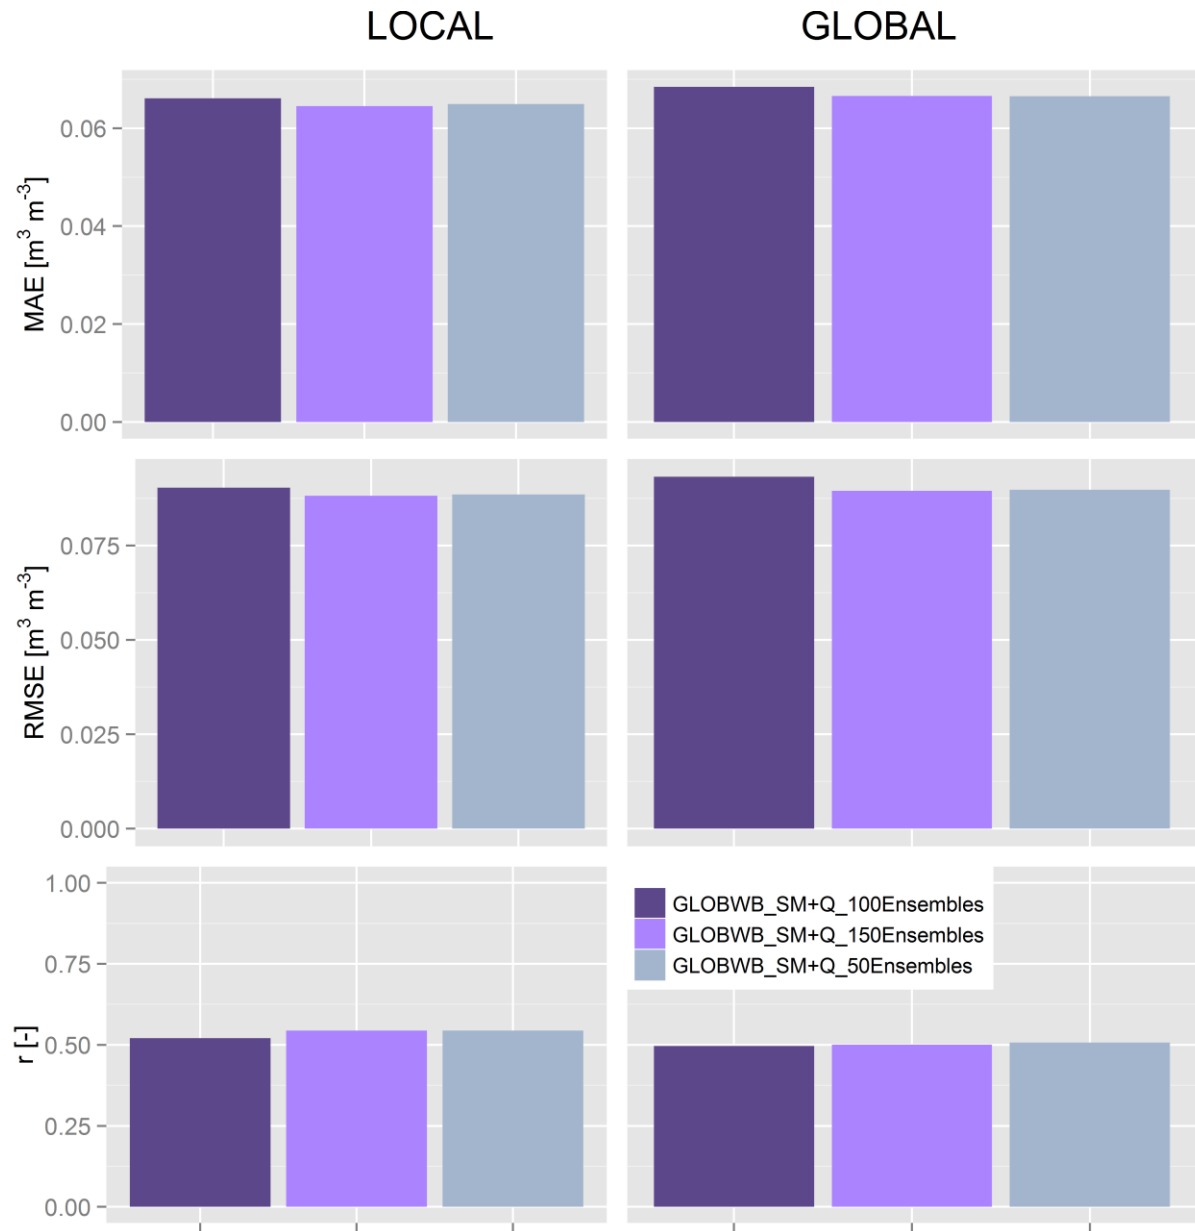 LOCAL
GLOBAL
MAE [m³ m⁻³]
0.06
0.04
0.02
0.00
RMSE [m³ m⁻³]
0.075
0.050
0.025
0.000
r [-]
1.00
0.75
0.50
0.25
0.00
GLOBWB_SM+Q_100Ensembles
GLOBWB_SM+Q_150Ensembles
GLOBWB_SM+Q_50Ensembles